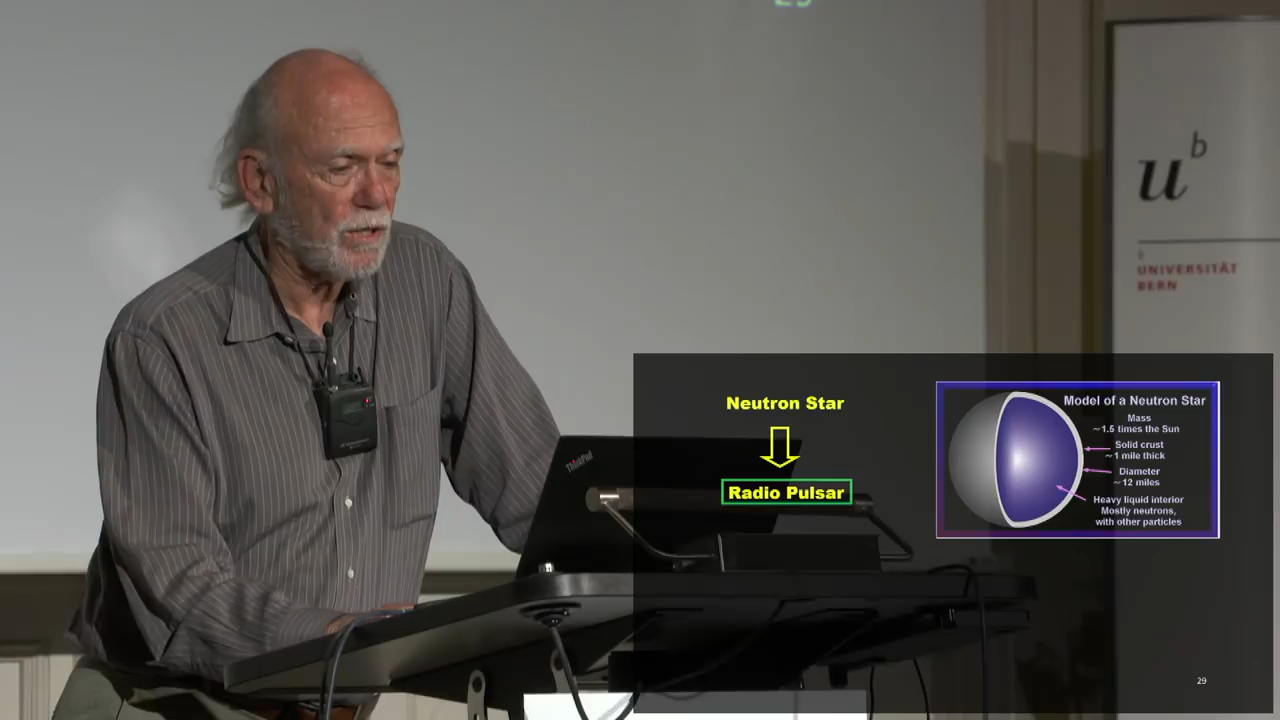 u^b
b
UNIVERSITÄT
BERN
ThinkPad
Neutron Star
Radio Pulsar
Model of a Neutron Star
Mass
~1.5 times the Sun
Solid crust
~1 mile thick
Diameter
~12 miles
Heavy liquid interior
Mostly neutrons,
with other particles
29